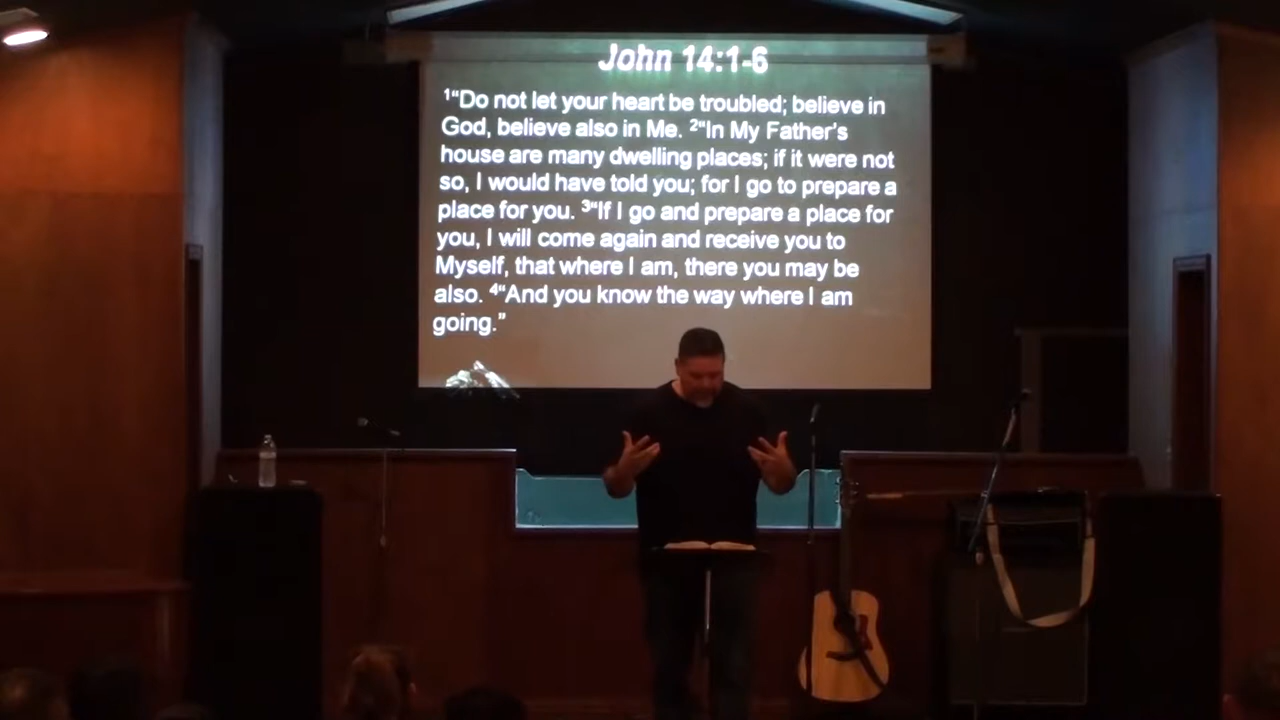 John 14:1-6
¹“Do not let your heart be troubled; believe in
God, believe also in Me. ²“In My Father's
house are many dwelling places; if it were not
so, I would have told you; for I go to prepare a
place for you. ³“If I go and prepare a place for
you, I will come again and receive you to
Myself, that where I am, there you may be
also. ⁴“And you know the way where I am
going.”